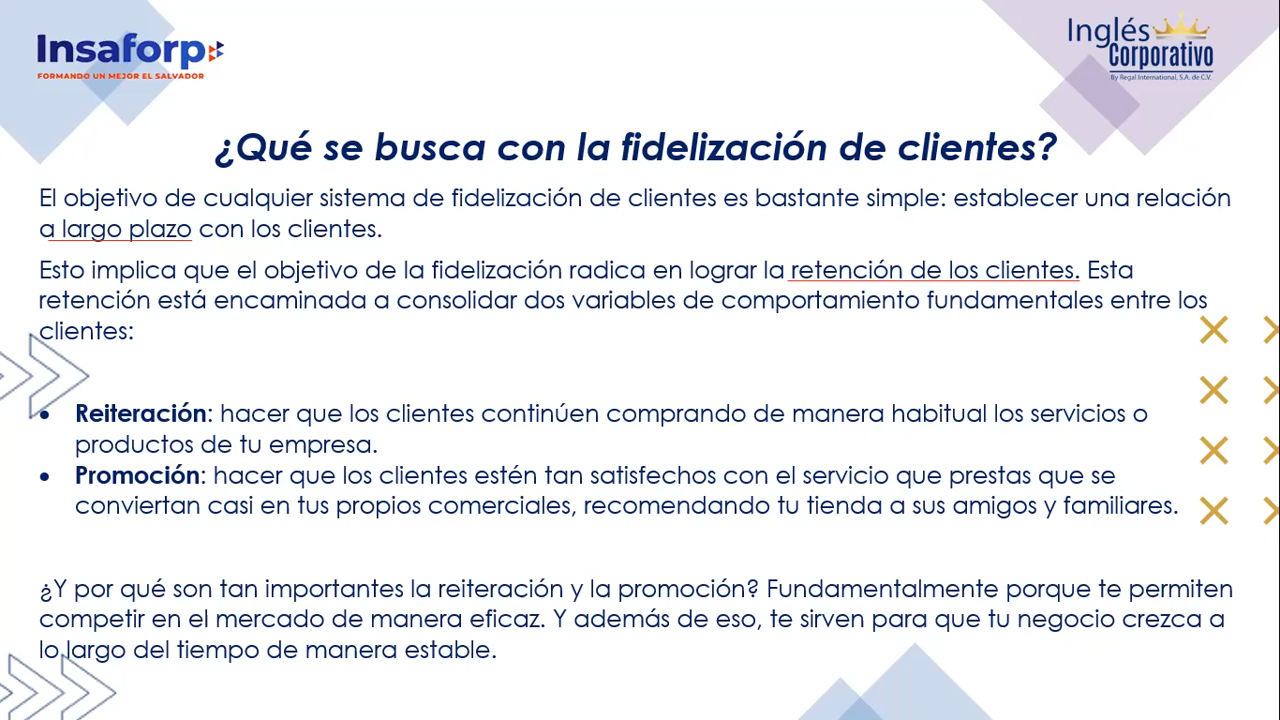 Insaforp
FORMANDO UN MEJOR EL SALVADOR
Inglés
Corporativo
By Regal International, S.A. de C.V.
¿Qué se busca con la fidelización de clientes?
El objetivo de cualquier sistema de fidelización de clientes es bastante simple: establecer una relación
a largo plazo con los clientes.
Esto implica que el objetivo de la fidelización radica en lograr la retención de los clientes. Esta
retención está encaminada a consolidar dos variables de comportamiento fundamentales entre los
clientes:
• Reiteración: hacer que los clientes continúen comprando de manera habitual los servicios o
productos de tu empresa.
• Promoción: hacer que los clientes estén tan satisfechos con el servicio que prestas que se
conviertan casi en tus propios comerciales, recomendando tu tienda a sus amigos y familiares.
¿Y por qué son tan importantes la reiteración y la promoción? Fundamentalmente porque te permiten
competir en el mercado de manera eficaz. Y además de eso, te sirven para que tu negocio crezca a
lo largo del tiempo de manera estable.